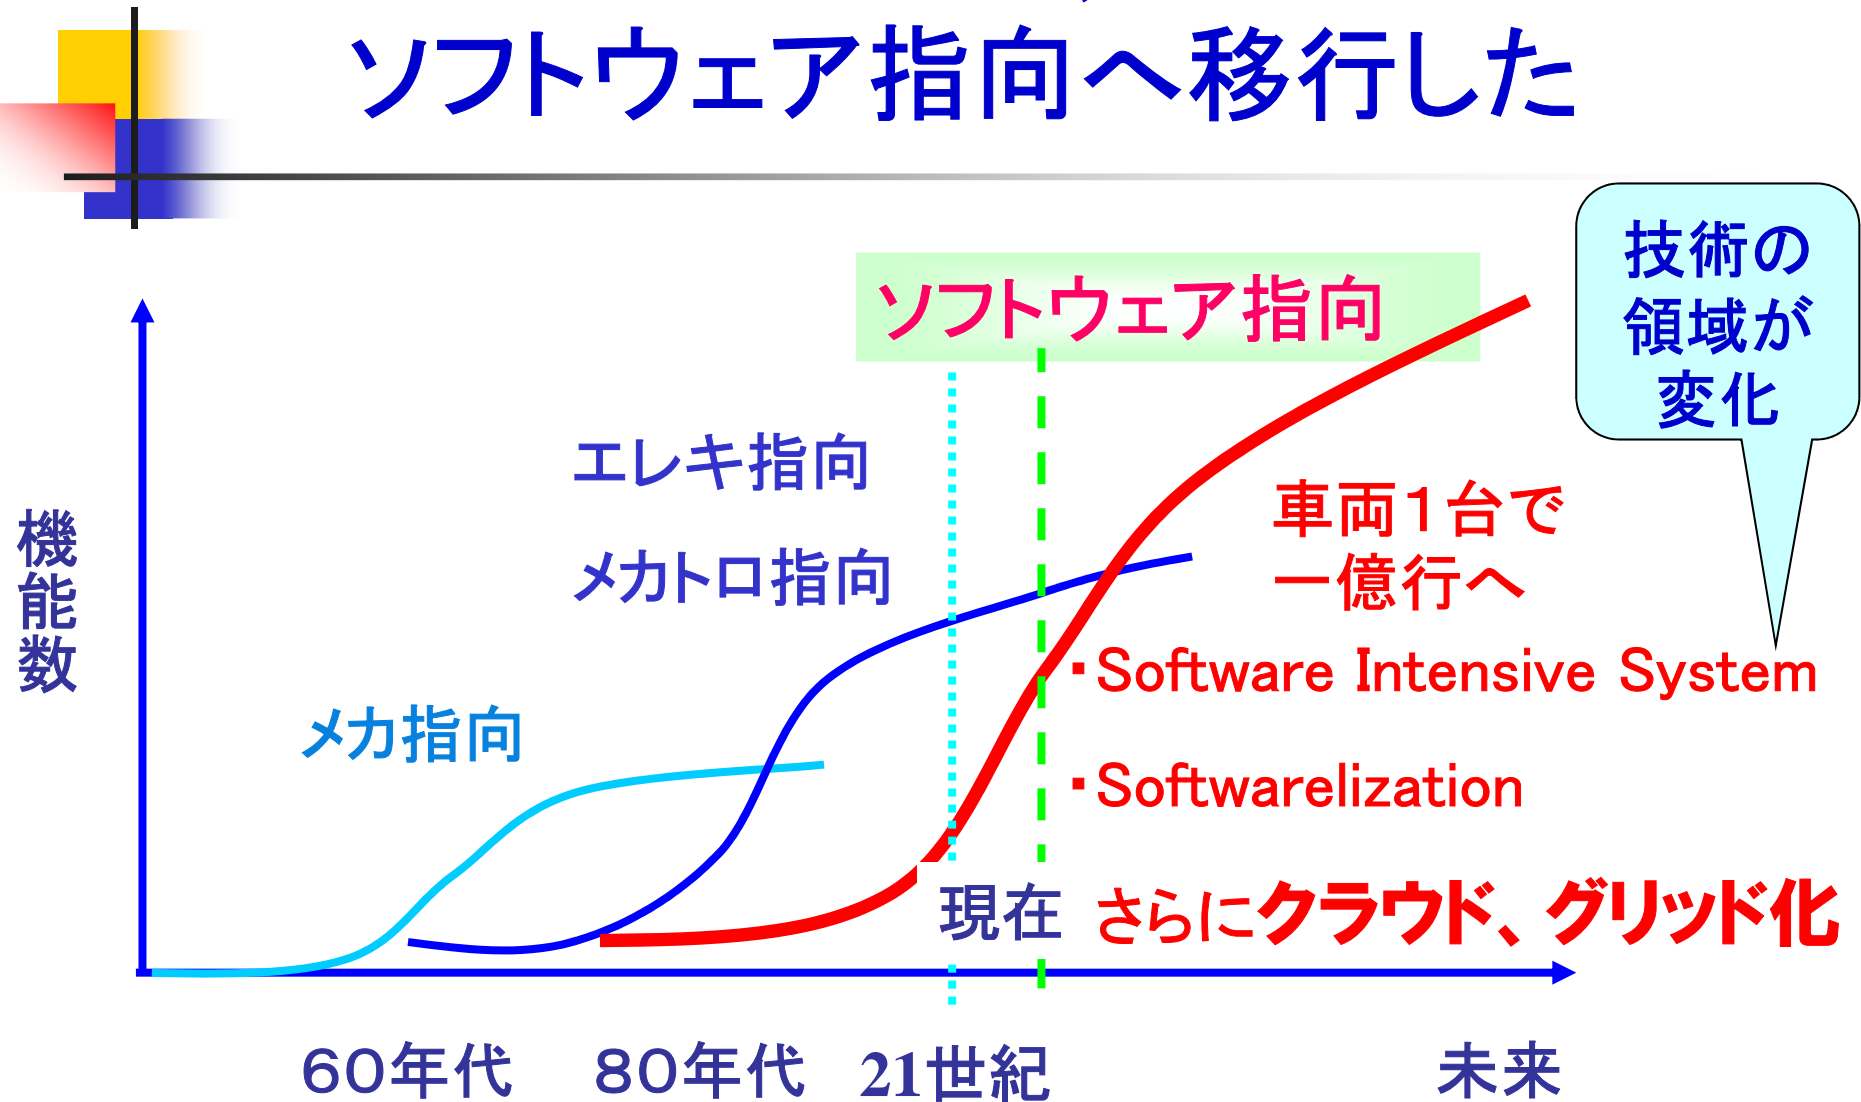 ソフトウェア指向へ移行した
技術の
領域が
変化
ソフトウェア指向
エレキ指向
メカトロ指向
メカ指向
機能数
車両１台で
一億行へ
・Software Intensive System
・Softwarelization
現在
さらにクラウド、グリッド化
６０年代
８０年代
21世紀
未来